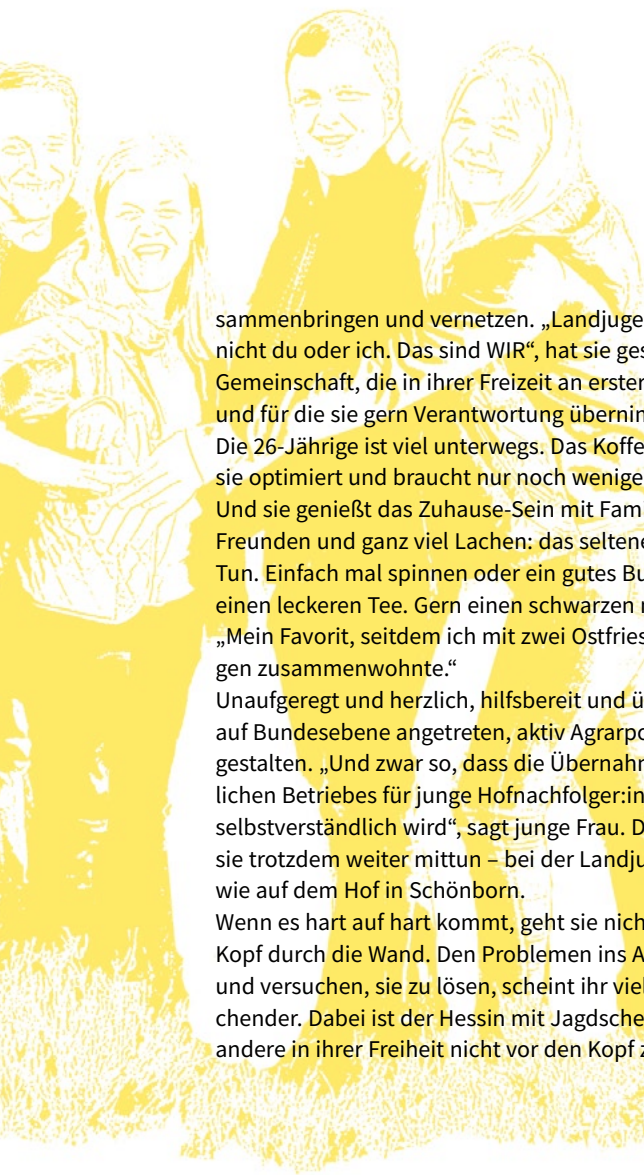 sammenbringen und vernetzen. „Landjuge
nicht du oder ich. Das sind WIR“, hat sie ges
Gemeinschaft, die in ihrer Freizeit an erster
und für die sie gern Verantwortung übernin
Die 26-Jährige ist viel unterwegs. Das Koffe
sie optimiert und braucht nur noch wenige
Und sie genießt das Zuhause-Sein mit Fam
Freunden und ganz viel Lachen: das seltene
Tun. Einfach mal spinnen oder ein gutes Bu
einen leckeren Tee. Gern einen schwarzen
„Mein Favorit, seitdem ich mit zwei Ostfries
gen zusammenwohnte.“
Unaufgeregt und herzlich, hilfsbereit und ü
auf Bundesebene angetreten, aktiv Agrarpo
gestalten. „Und zwar so, dass die Übernahr
lichen Betriebes für junge Hofnachfolger:in
selbstverständlich wird“, sagt junge Frau. D
sie trotzdem weiter mittun – bei der Landju
wie auf dem Hof in Schönborn.
Wenn es hart auf hart kommt, geht sie nich
Kopf durch die Wand. Den Problemen ins A
und versuchen, sie zu lösen, scheint ihr viel
chender. Dabei ist der Hessin mit Jagdsche
andere in ihrer Freiheit nicht vor den Kopf z